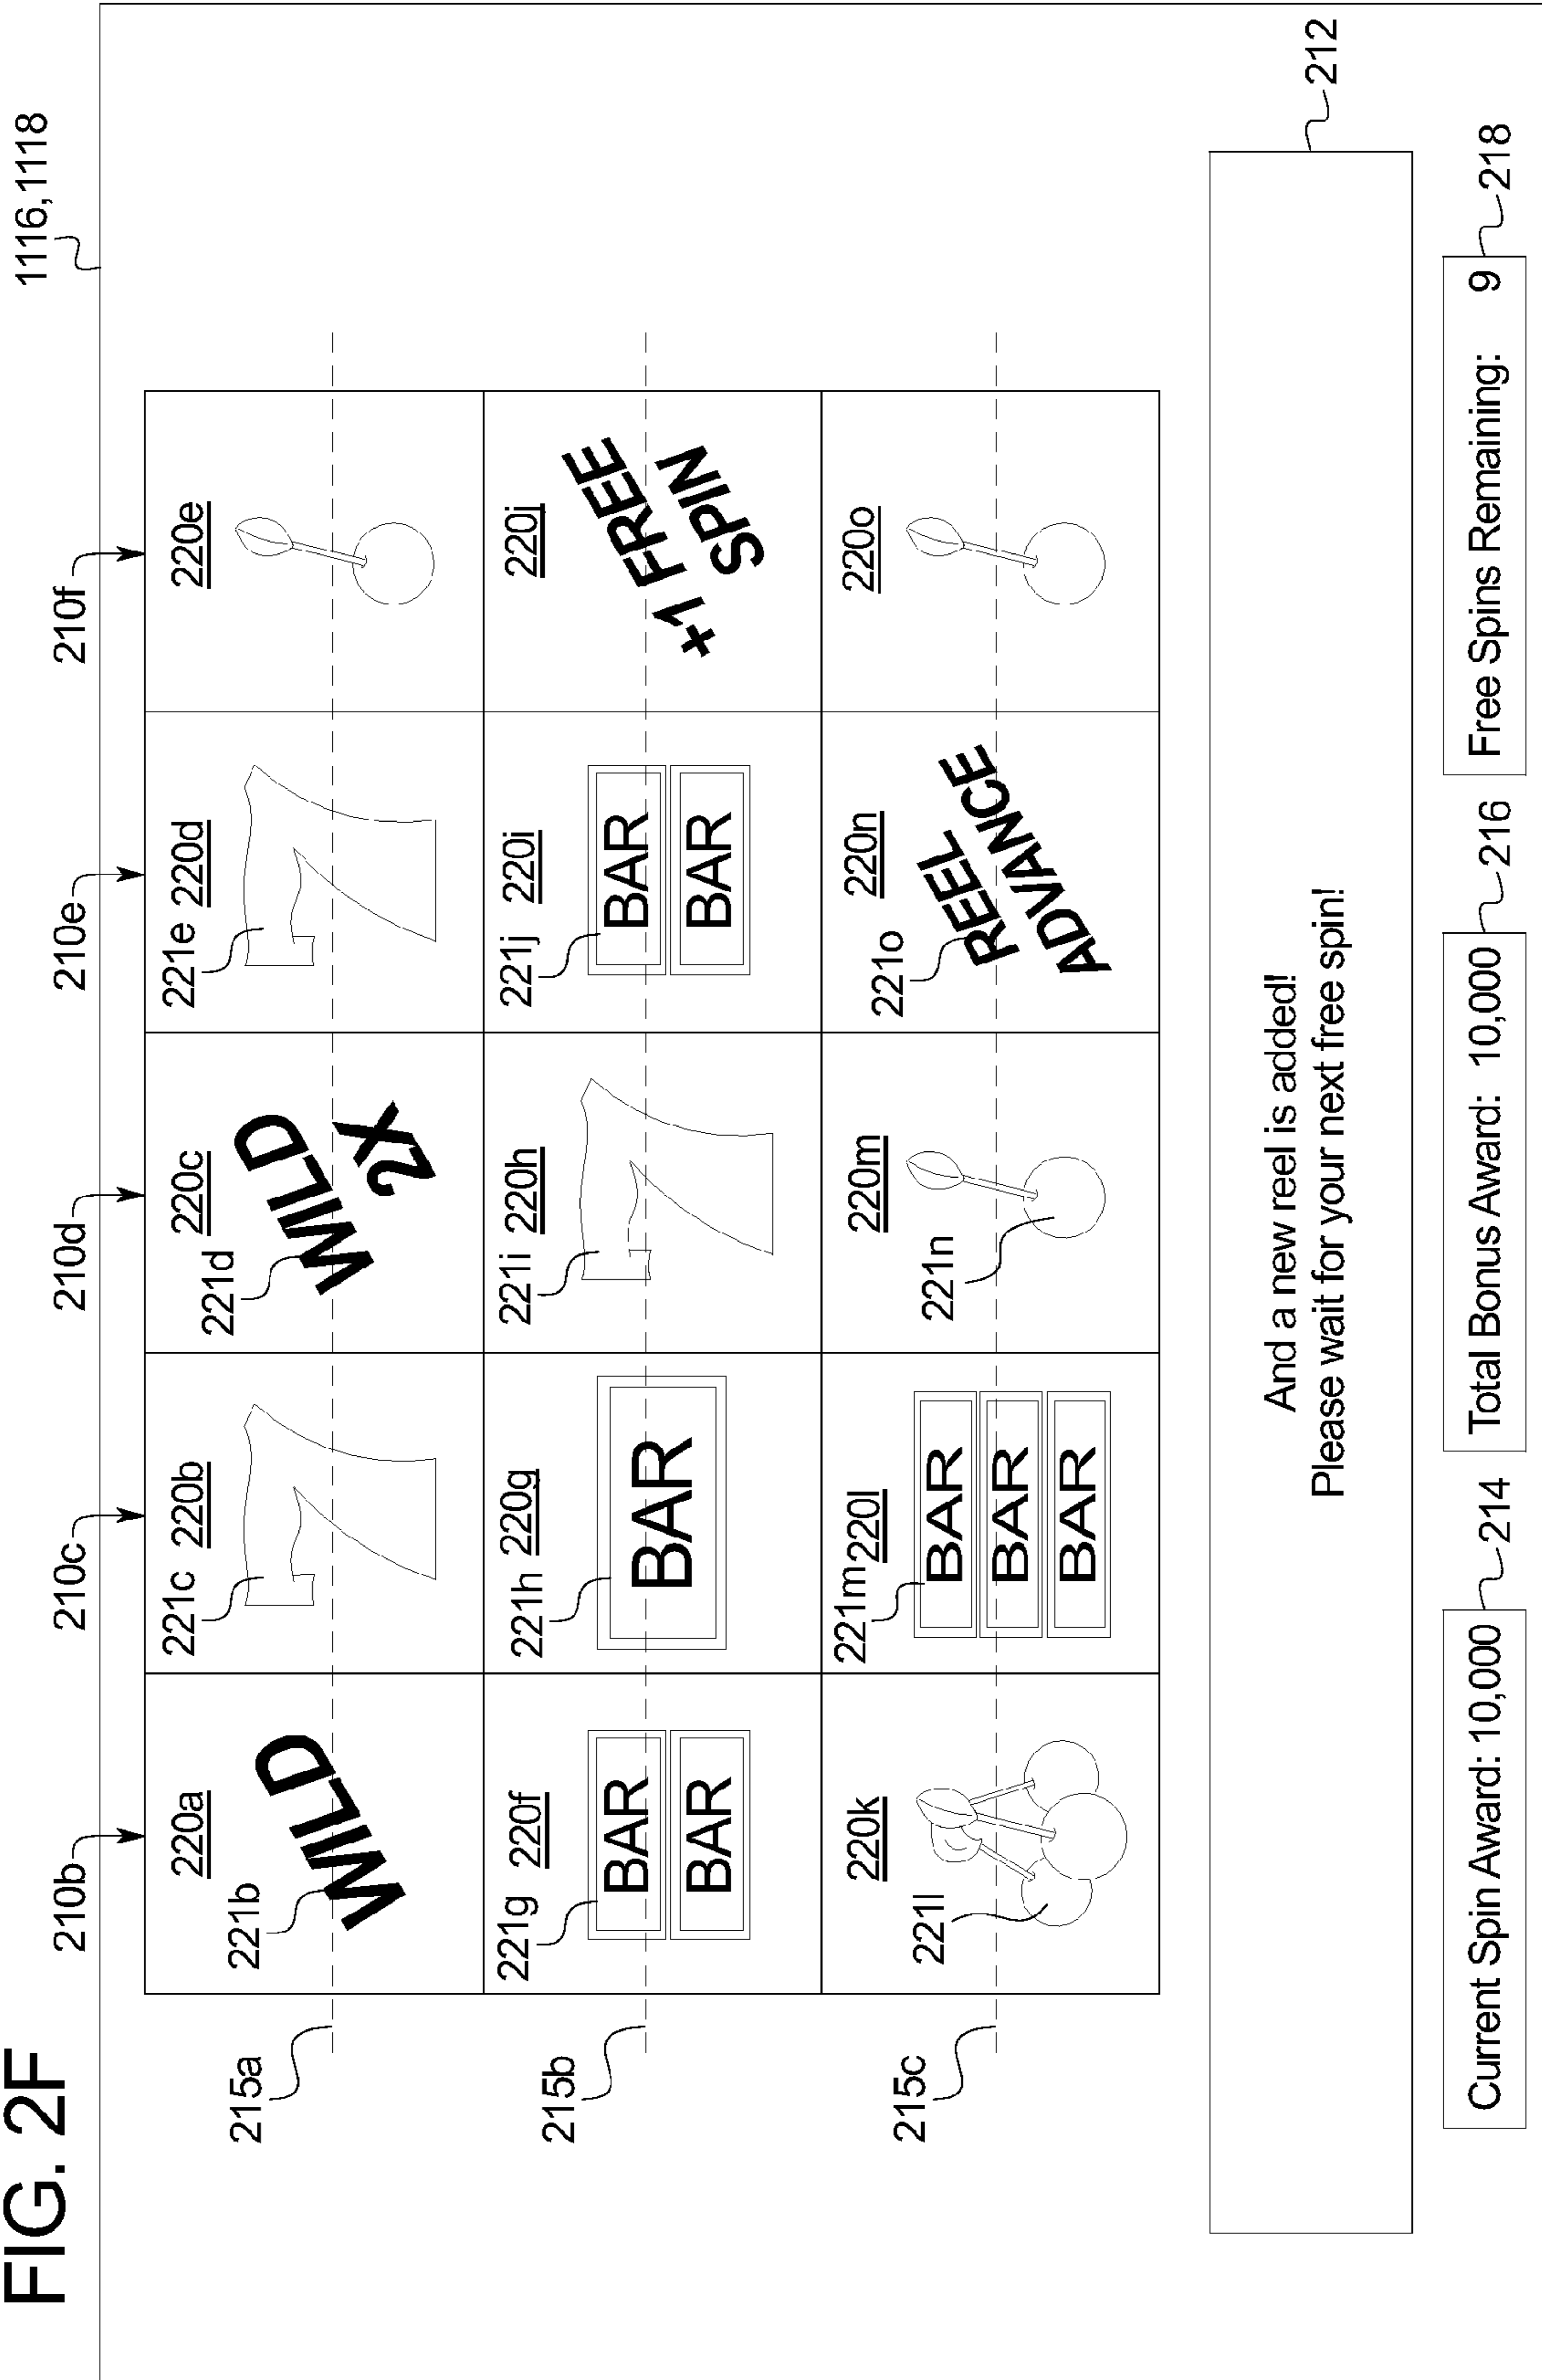 FIG. 2F
1116,1118
210b 210c 210d 210e 210f
220a 221c 220b 220c 221e 220d 220e
221b WILD 221d WILD 2X
215a
221g 220f 221h 220g 221i 220h 221j 220i 220j
BAR BAR BAR +1 FREE
BAR BAR SPIN
215b
220k 221m 220l 220m 220n 220o
221l BAR 221n 221o REEL
BAR ADVANCE
BAR
215c
And a new reel is added!
Please wait for your next free spin!
212
Current Spin Award: 10,000 214 Total Bonus Award: 10,000 216 Free Spins Remaining: 9 218